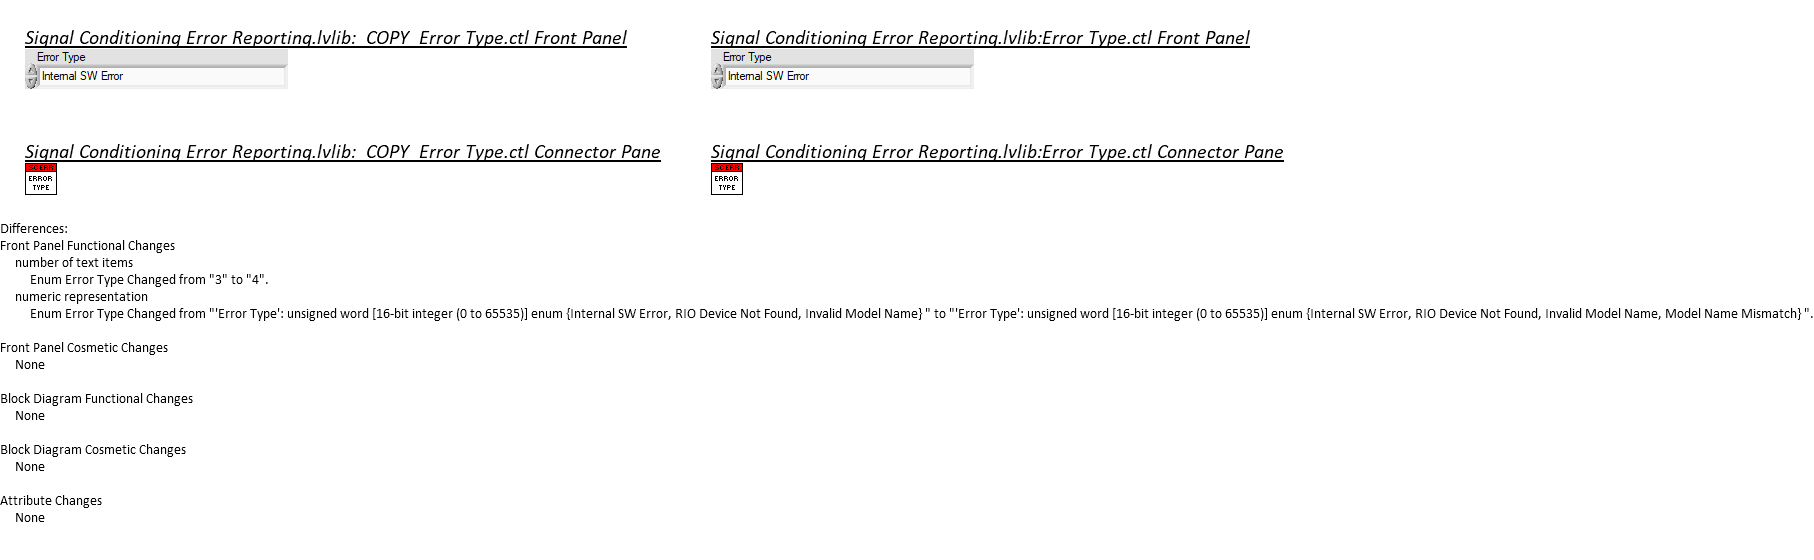 Signal Conditioning Error Reporting.lvlib:_COPY_Error Type.ctl Front Panel
Signal Conditioning Error Reporting.lvlib:Error Type.ctl Front Panel
Error Type
Error Type
Internal SW Error
Internal SW Error
Signal Conditioning Error Reporting.lvlib:_COPY_Error Type.ctl Connector Pane
Signal Conditioning Error Reporting.lvlib:Error Type.ctl Connector Pane
ERROR
TYPE
ERROR
TYPE
Differences:
Front Panel Functional Changes
number of text items
Enum Error Type Changed from "3" to "4".
numeric representation
Enum Error Type Changed from "'Error Type': unsigned word [16-bit integer (0 to 65535)] enum {Internal SW Error, RIO Device Not Found, Invalid Model Name} " to "'Error Type': unsigned word [16-bit integer (0 to 65535)] enum {Internal SW Error, RIO Device Not Found, Invalid Model Name, Model Name Mismatch} ".
Front Panel Cosmetic Changes
None
Block Diagram Functional Changes
None
Block Diagram Cosmetic Changes
None
Attribute Changes
None